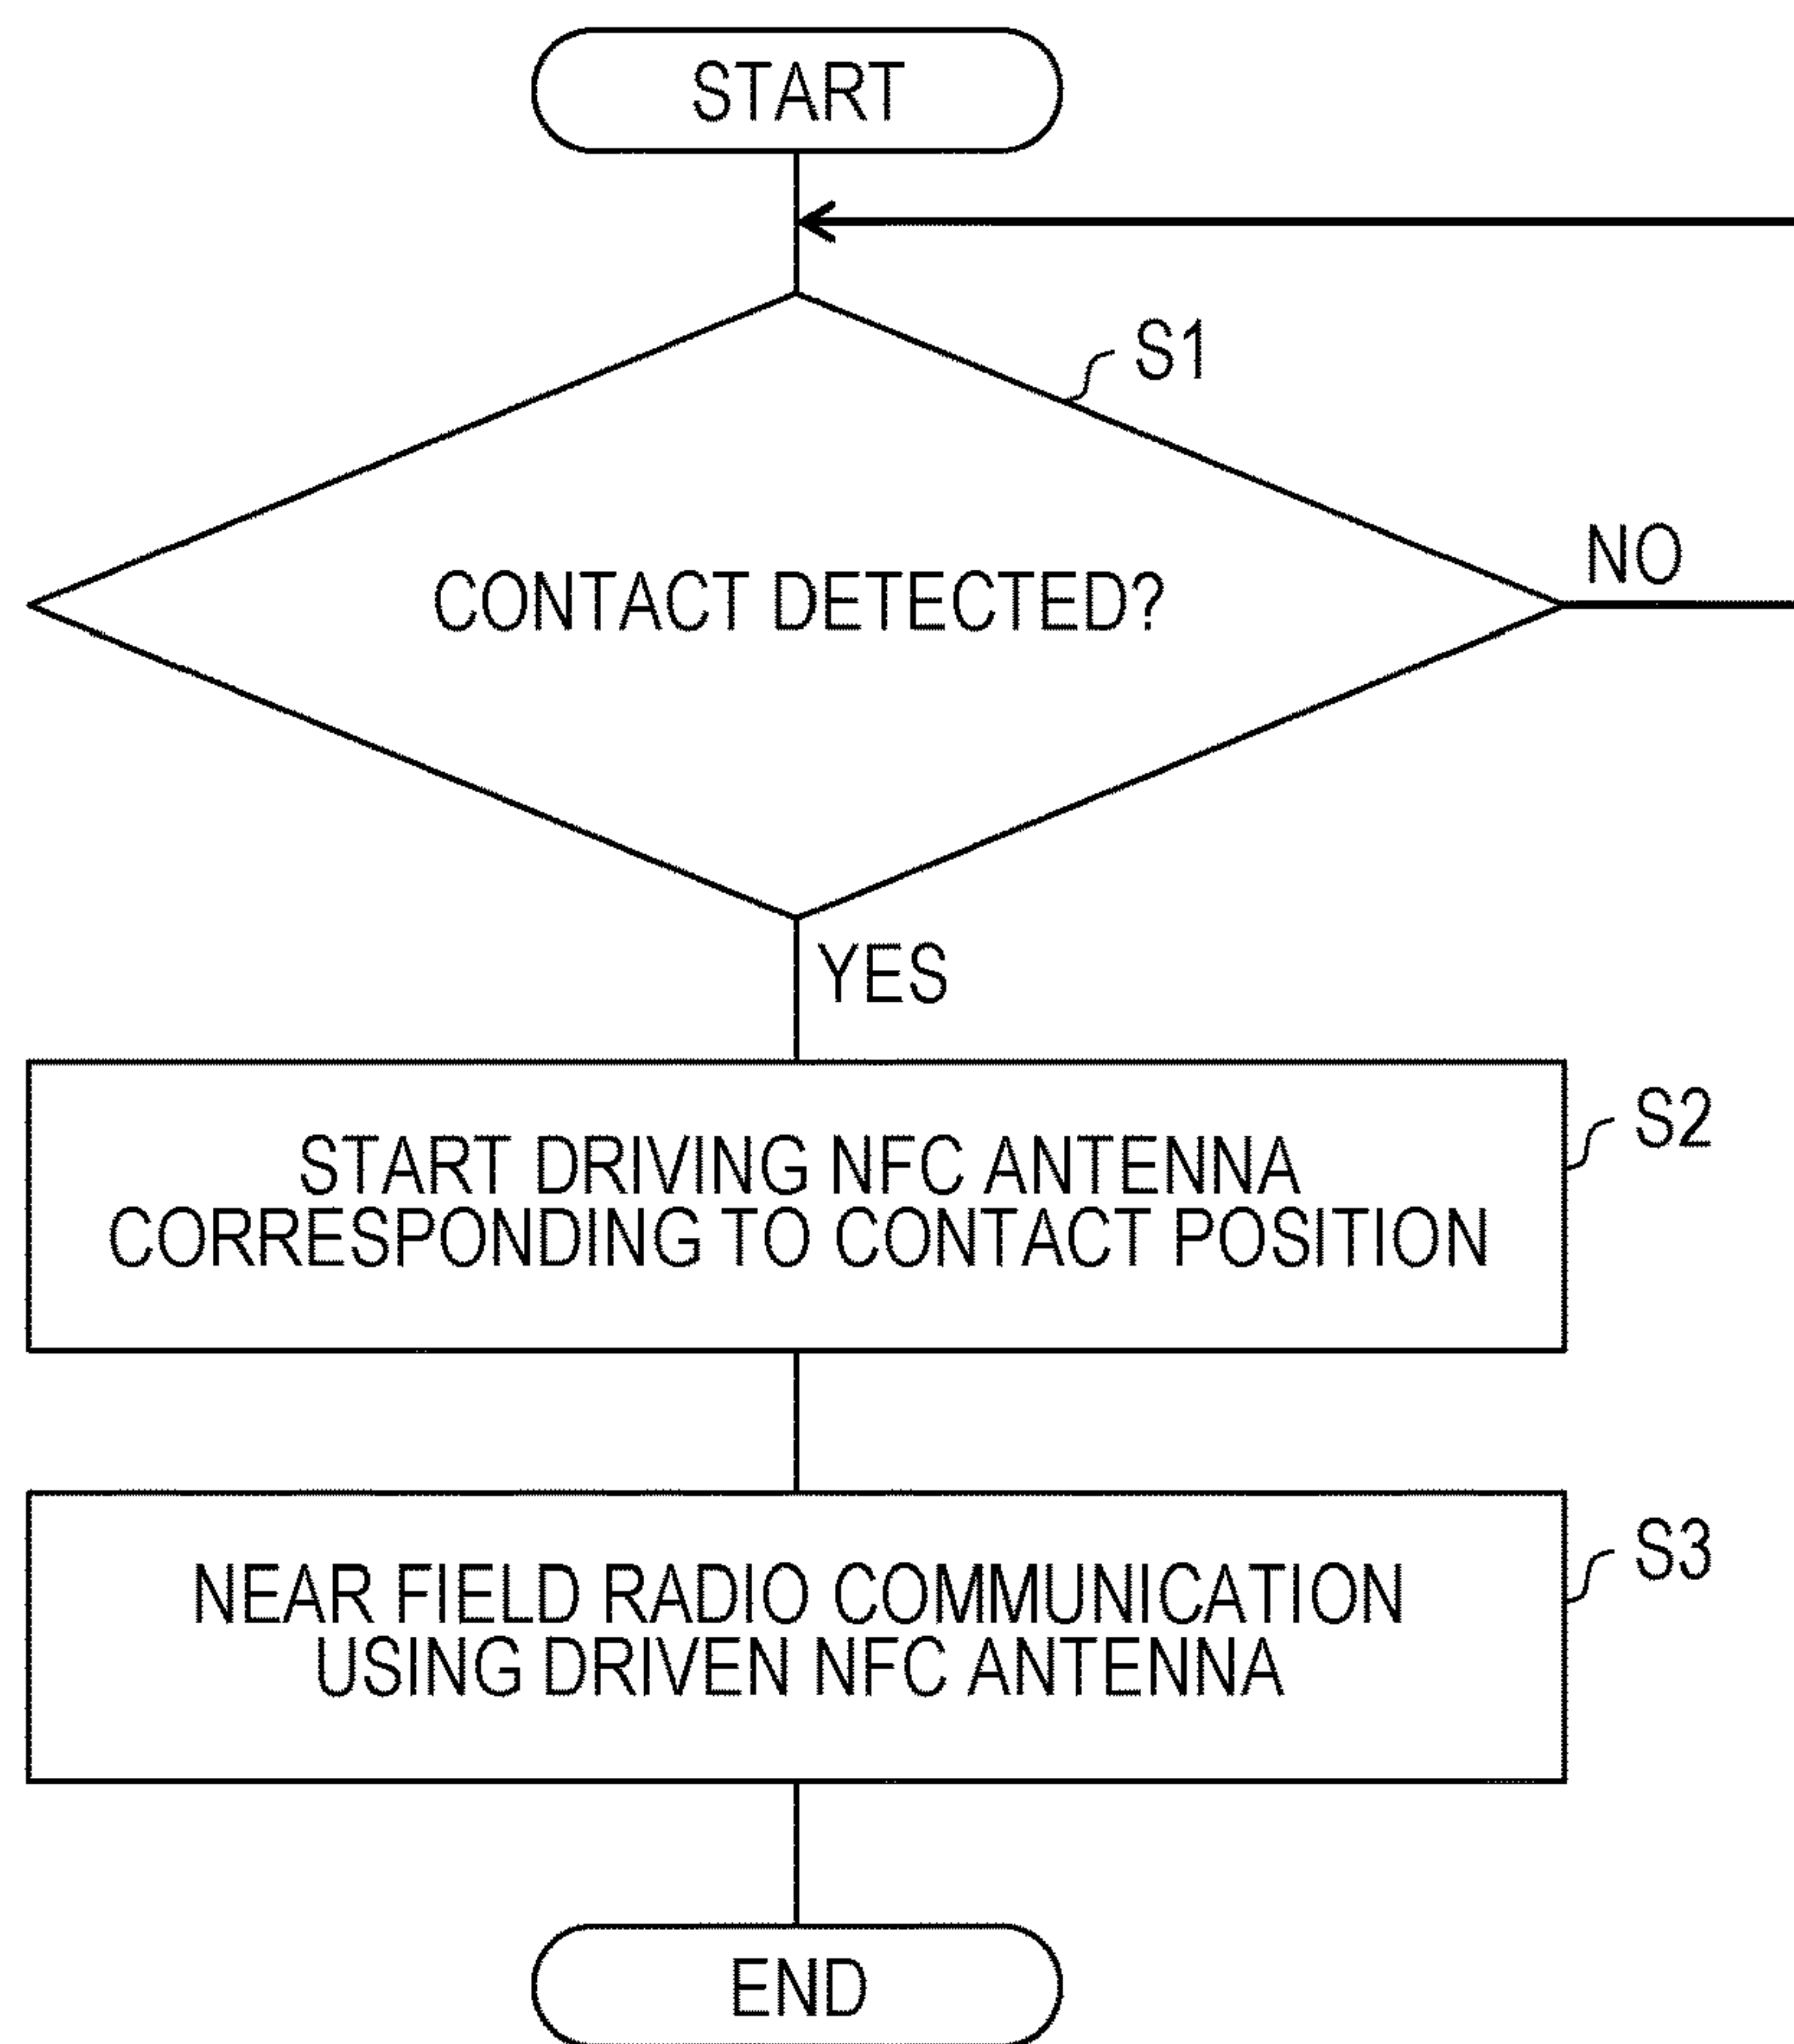 START
S1
CONTACT DETECTED?
NO
YES
S2
START DRIVING NFC ANTENNA
CORRESPONDING TO CONTACT POSITION
S3
NEAR FIELD RADIO COMMUNICATION
USING DRIVEN NFC ANTENNA
END